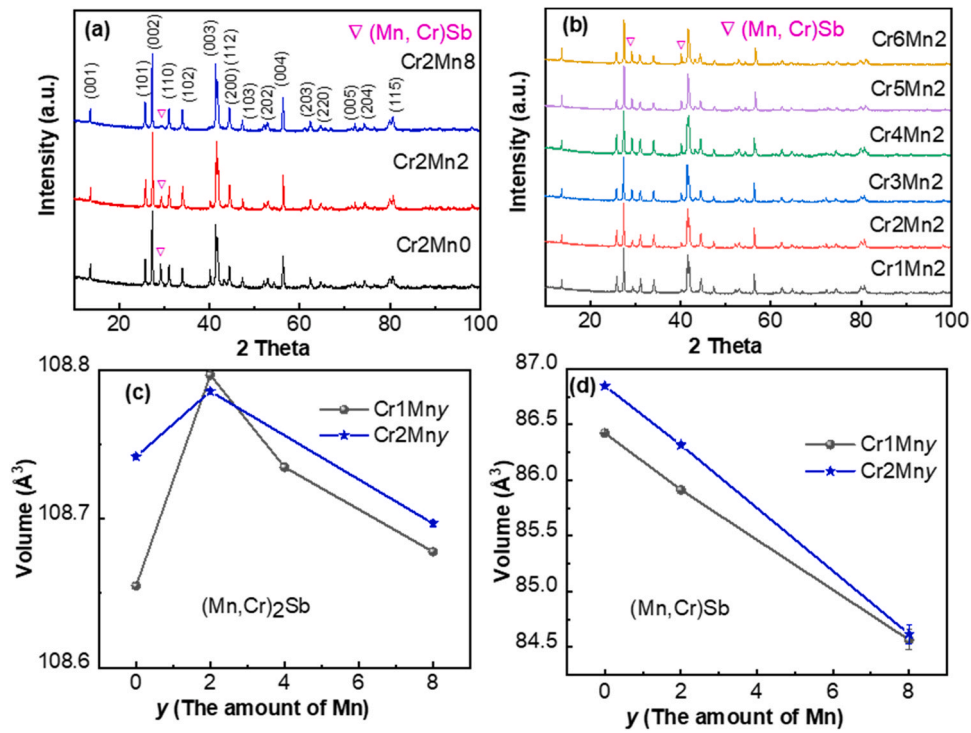 (a)
▽ (Mn, Cr)Sb
Cr2Mn8
(001)
(101)
(002)
(110)
(102)
(003)
(200)
(112)
(103)
(202)
(004)
(203)
(220)
(005)
(204)
(115)
Cr2Mn2
Cr2Mn0
Intensity (a.u.)
20 40 60 80 100
2 Theta
(b)
▽ (Mn, Cr)Sb
Cr6Mn2
Cr5Mn2
Cr4Mn2
Cr3Mn2
Cr2Mn2
Cr1Mn2
Intensity (a.u.)
20 40 60 80 100
2 Theta
(c)
Cr1Mny
Cr2Mny
108.8
108.7
108.6
Volume (Å³)
(Mn,Cr)₂Sb
0 2 4 6 8
y (The amount of Mn)
(d)
Cr1Mny
Cr2Mny
87.0
86.5
86.0
85.5
85.0
84.5
Volume (Å³)
(Mn,Cr)Sb
0 2 4 6 8
y (The amount of Mn)